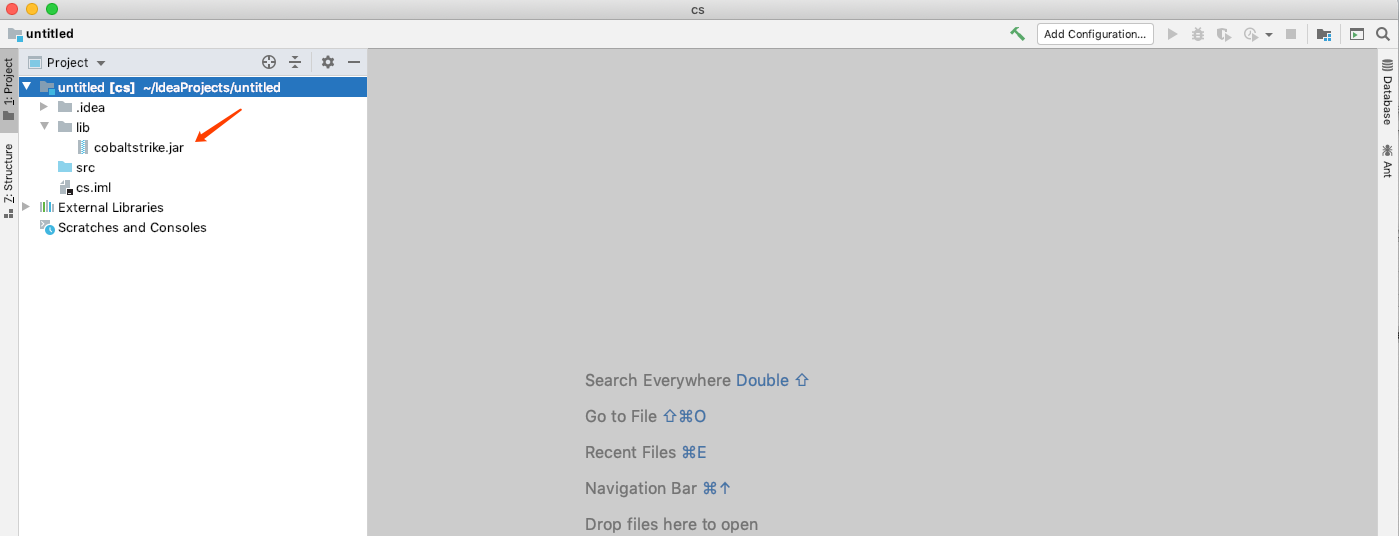 cs
untitled
Add Configuration...
1: Project
Z: Structure
Project
untitled [cs] ~/IdeaProjects/untitled
.idea
lib
cobaltstrike.jar
src
cs.iml
External Libraries
Scratches and Consoles
Search Everywhere Double ⇧
Go to File ⇧⌘O
Recent Files ⌘E
Navigation Bar ⌘↑
Drop files here to open
Database
Ant